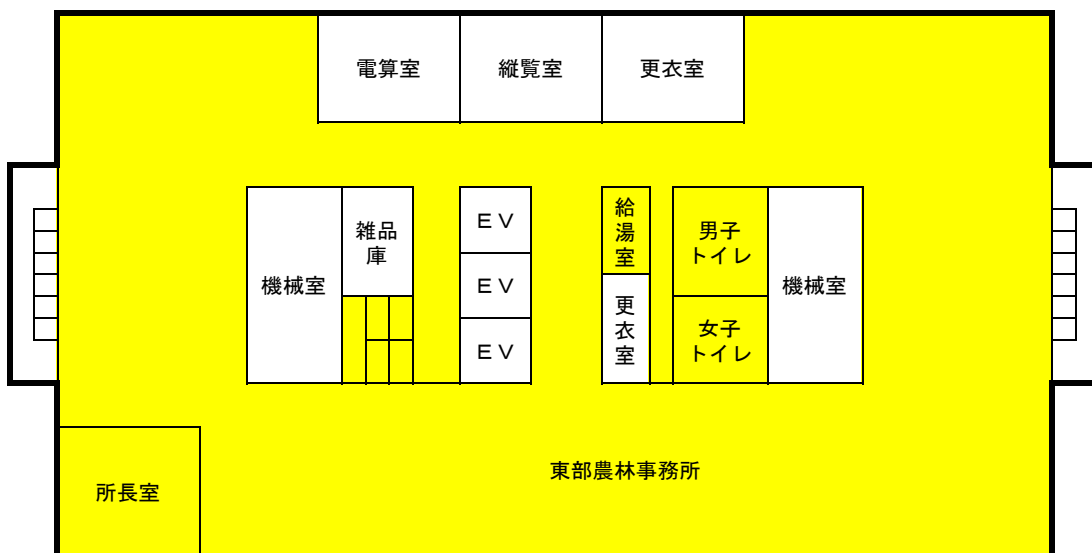 電算室
縦覧室
更衣室
機械室
雑品
庫
ＥＶ
ＥＶ
ＥＶ
給湯室
更衣室
男子
トイレ
女子
トイレ
機械室
東部農林事務所
所長室